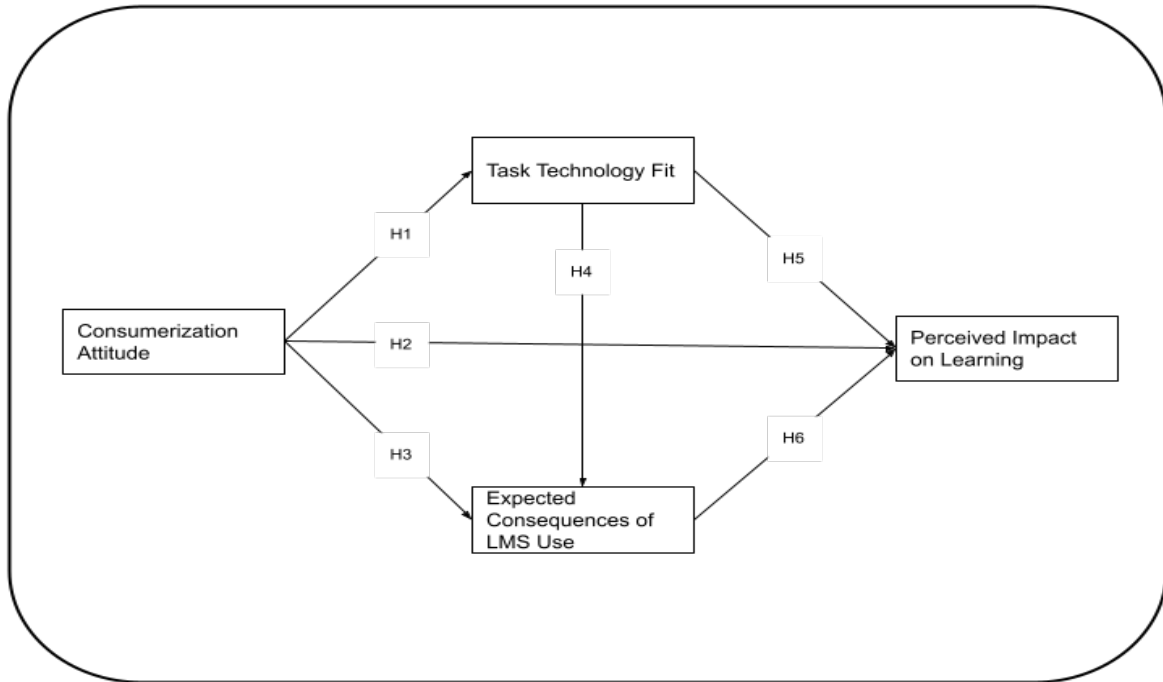 Task Technology Fit
H1
H4
H5
Consumerization
Attitude
H2
Perceived Impact
on Learning
H3
H6
Expected
Consequences of
LMS Use